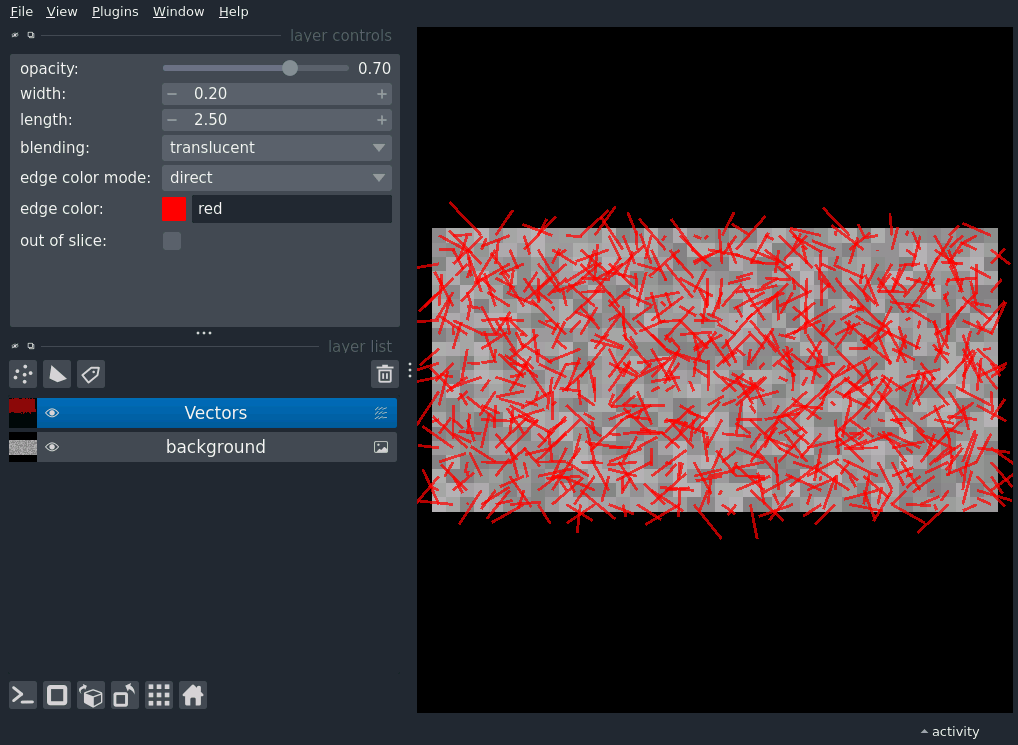 File View Plugins Window Help
layer controls
opacity: 0.70
width: − 0.20 +
length: − 2.50 +
blending: translucent
edge color mode: direct
edge color: red
out of slice:
layer list
Vectors
background
activity